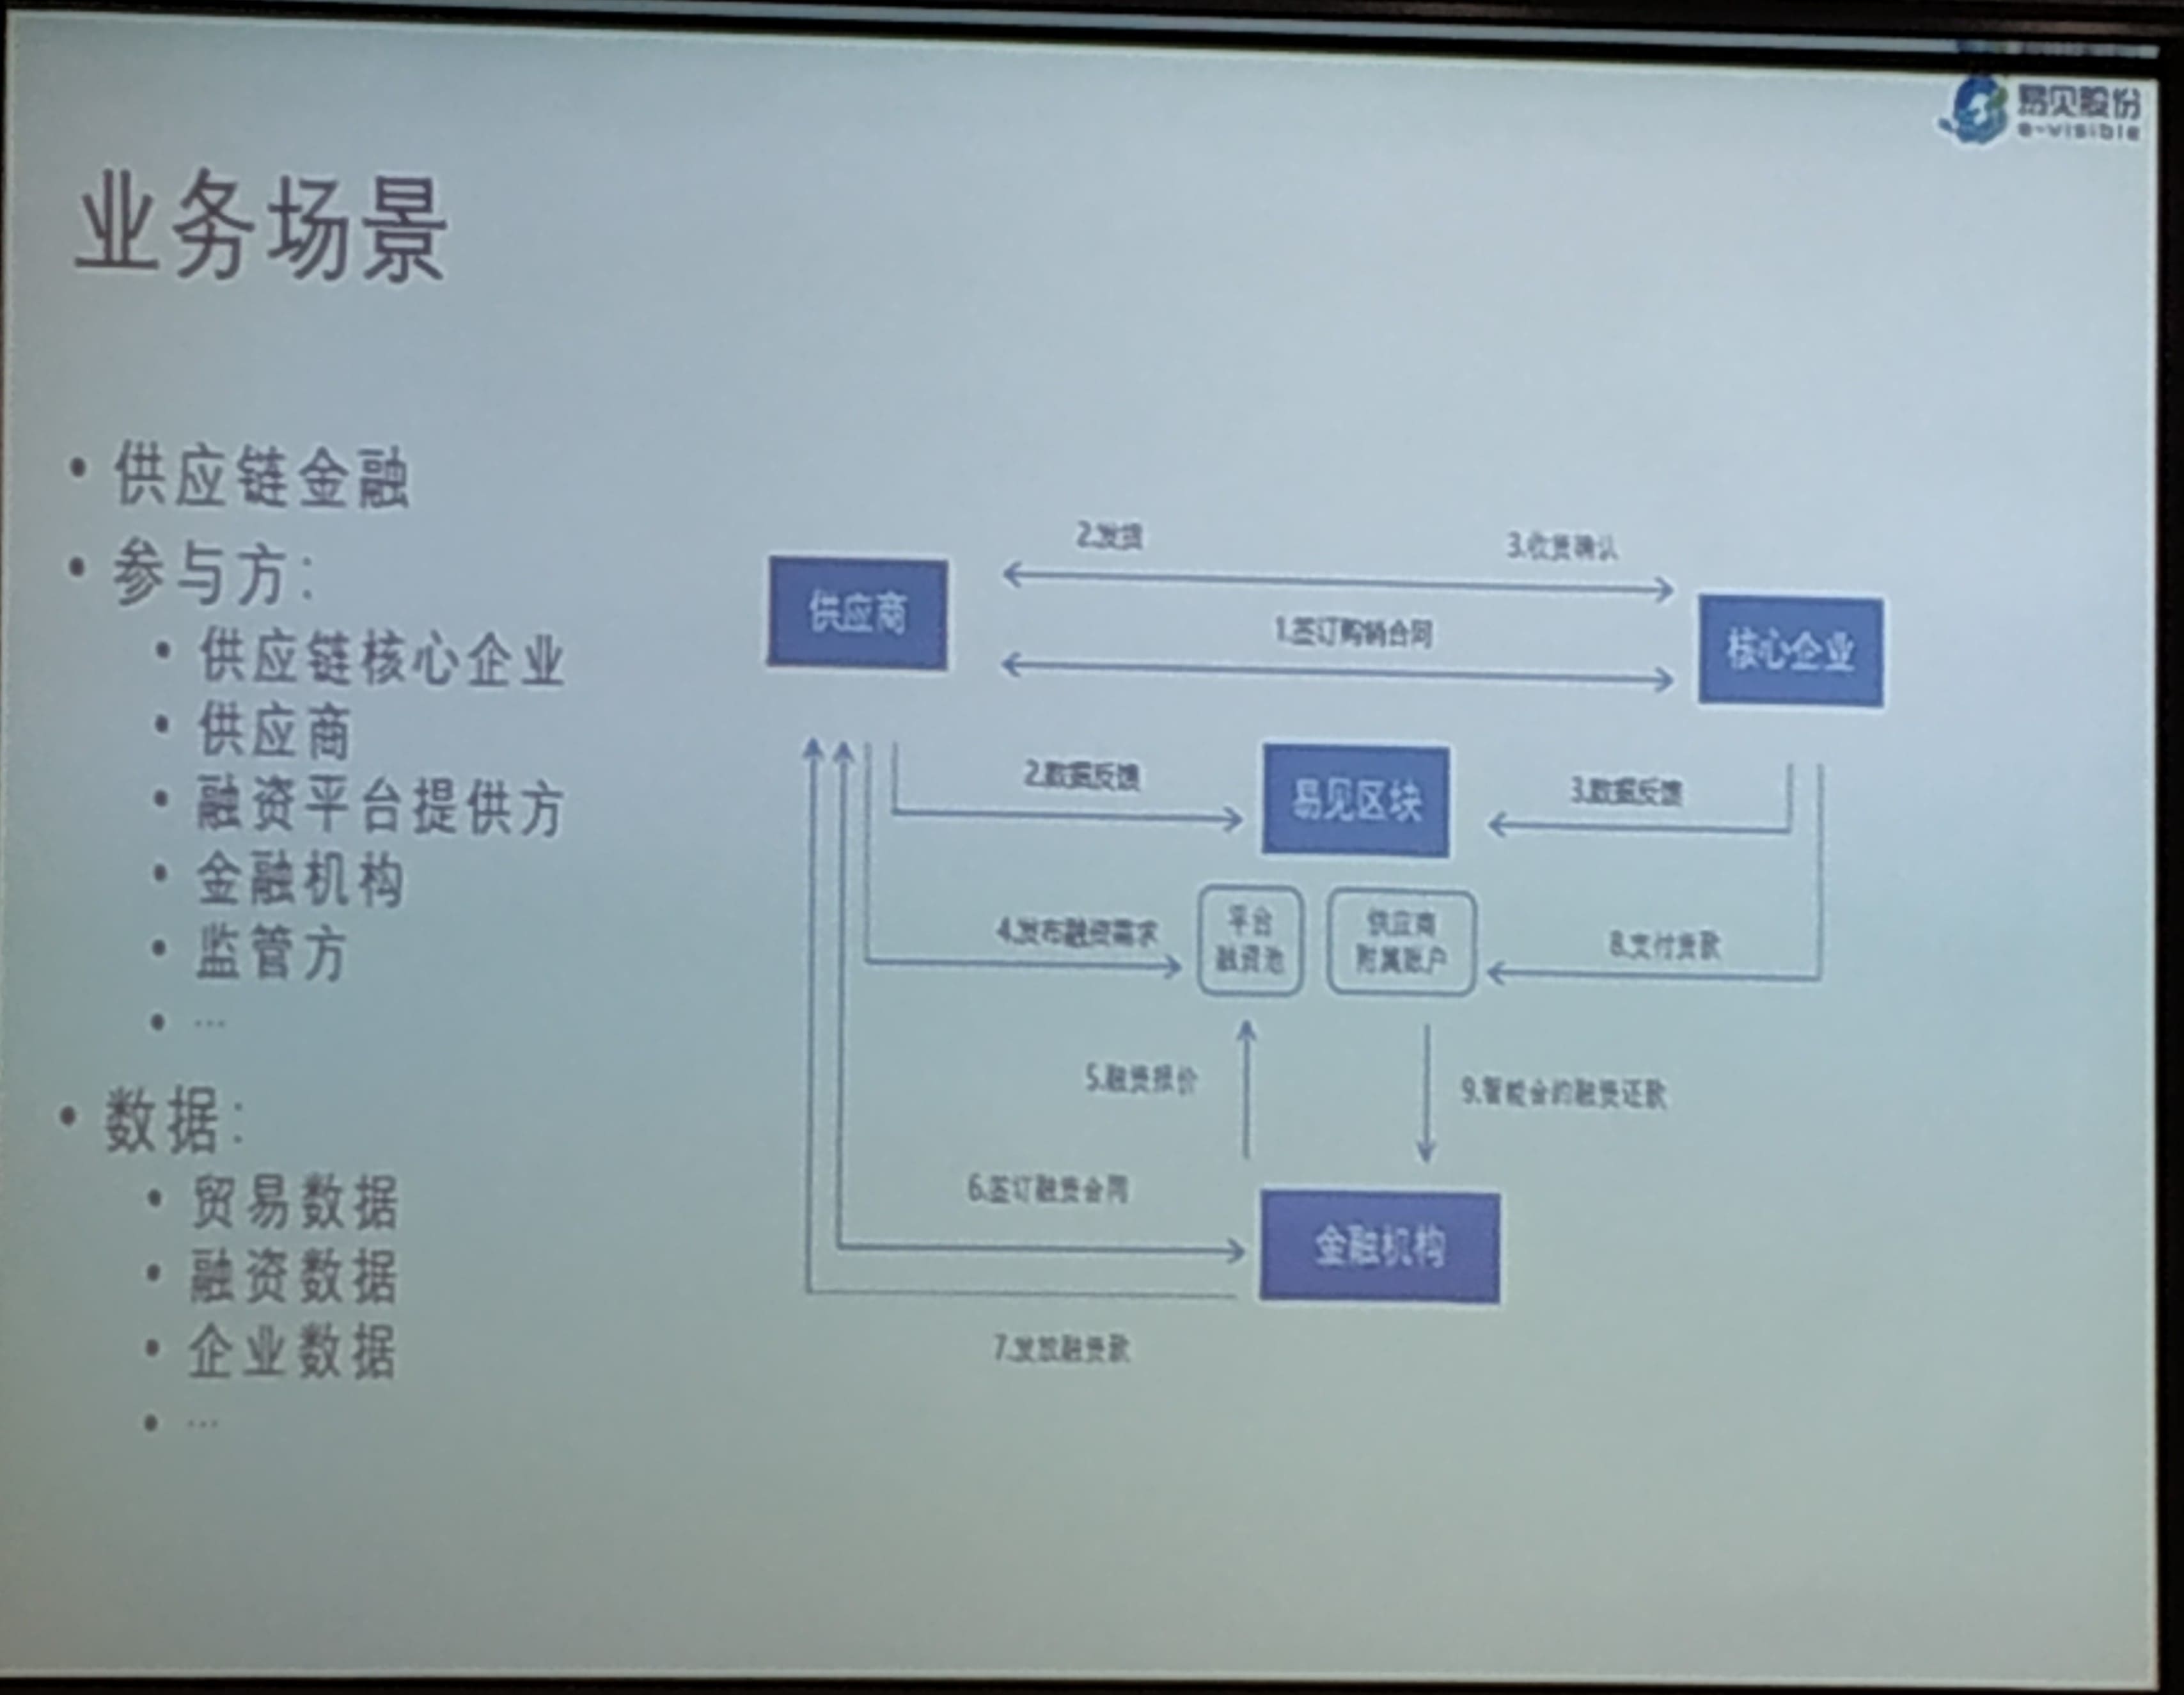 易见股份
e-visible
业务场景
• 供应链金融
• 参与方:
• 供应链核心企业
• 供应商
• 融资平台提供方
• 金融机构
• 监管方
• ...
• 数据:
• 贸易数据
• 融资数据
• 企业数据
• ...
2.发货
3.收货确认
供应商
1.签订购销合同
核心企业
2.数据反馈
易见区块
3.数据反馈
4.发布融资需求
平台
融资池
供应商
附属账户
8.支付货款
5.融资报价
9.智能合约融资还款
6.签订融资合同
金融机构
7.发放融资款